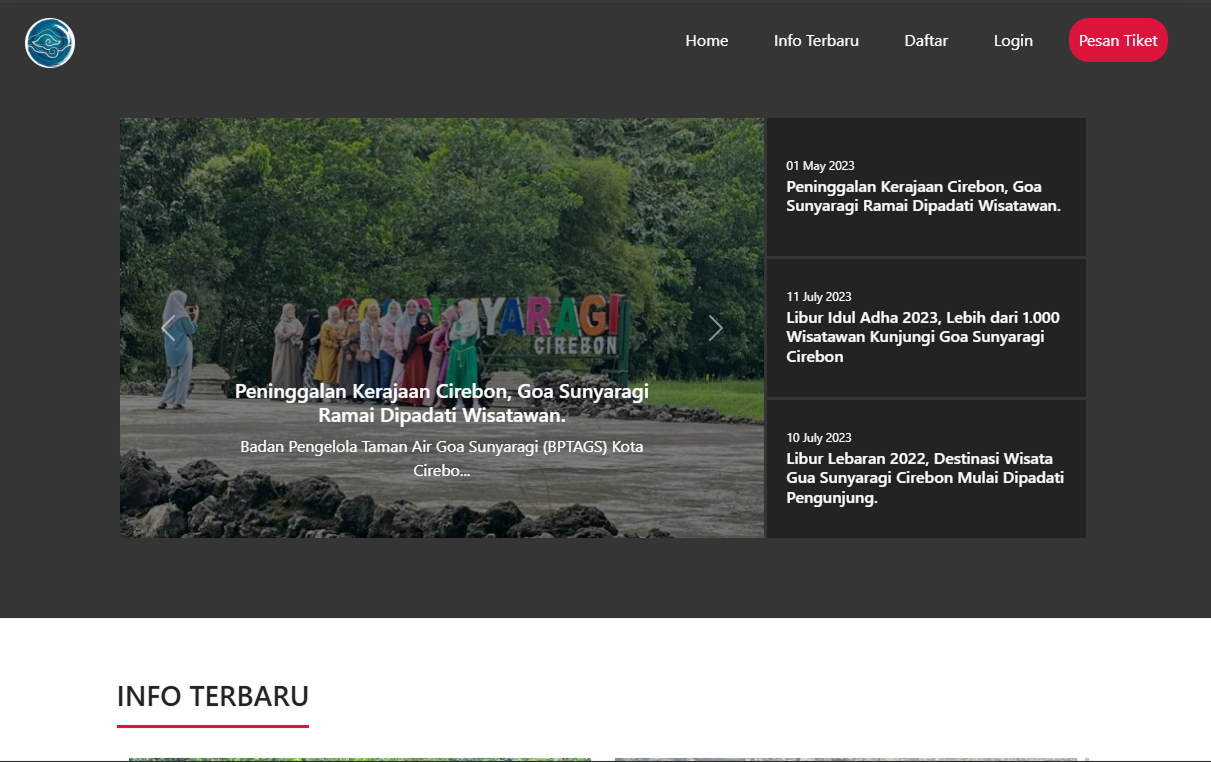 Home
Info Terbaru
Daftar
Login
Pesan Tiket
YARAGI
CIREBON
Peninggalan Kerajaan Cirebon, Goa Sunyaragi
Ramai Dipadati Wisatawan.
Badan Pengelola Taman Air Goa Sunyaragi (BPTAGS) Kota
Cirebo...
01 May 2023
Peninggalan Kerajaan Cirebon, Goa
Sunyaragi Ramai Dipadati Wisatawan.
11 July 2023
Libur Idul Adha 2023, Lebih dari 1.000
Wisatawan Kunjungi Goa Sunyaragi
Cirebon
10 July 2023
Libur Lebaran 2022, Destinasi Wisata
Gua Sunyaragi Cirebon Mulai Dipadati
Pengunjung.
INFO TERBARU